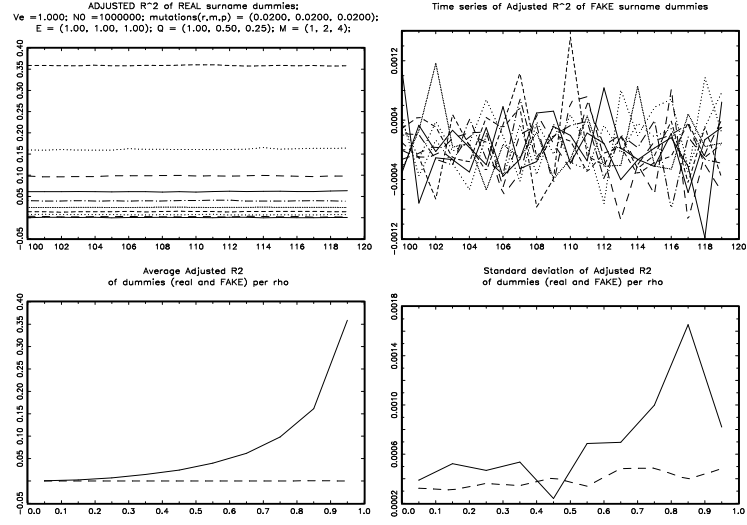 ADJUSTED R^2 of REAL surname dummies;
Ve =1.000; N0 =1000000; mutations(r.m.p) = (0.0200, 0.0200, 0.0200);
E = (1.00, 1.00, 1.00); Q = (1.00, 0.50, 0.25); M = (1, 2, 4);
0.40
0.35
0.30
0.25
0.20
0.15
0.10
0.05
0.00
-0.05
100 102 104 106 108 110 112 114 116 118 120
Time series of Adjusted R^2 of FAKE surname dummies
0.0012
0.0004
-0.0004
-0.0012
100 102 104 106 108 110 112 114 116 118 120
Average Adjusted R2
of dummies (real and FAKE) per rho
0.40
0.35
0.30
0.25
0.20
0.15
0.10
0.05
0.00
-0.05
0.0 0.1 0.2 0.3 0.4 0.5 0.6 0.7 0.8 0.9 1.0
Standard deviation of Adjusted R2
of dummies (real and FAKE) per rho
0.0018
0.0014
0.0010
0.0006
0.0002
0.0 0.1 0.2 0.3 0.4 0.5 0.6 0.7 0.8 0.9 1.0